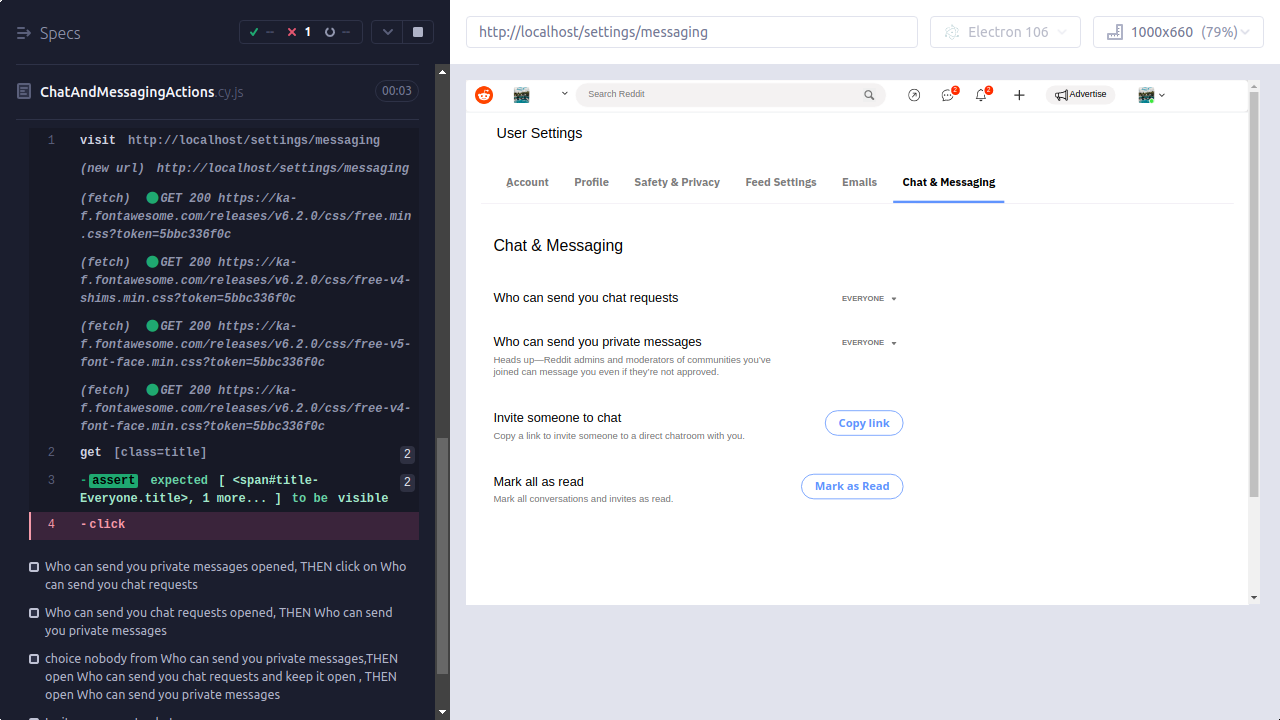 Specs
--
1
--
ChatAndMessagingActions.cy.js
00:03
1 visit http://localhost/settings/messaging
(new url) http://localhost/settings/messaging
(fetch) GET 200 https://ka-
f.fontawesome.com/releases/v6.2.0/css/free.min
.css?token=5bbc336f0c
(fetch) GET 200 https://ka-
f.fontawesome.com/releases/v6.2.0/css/free-v4-
shims.min.css?token=5bbc336f0c
(fetch) GET 200 https://ka-
f.fontawesome.com/releases/v6.2.0/css/free-v5-
font-face.min.css?token=5bbc336f0c
(fetch) GET 200 https://ka-
f.fontawesome.com/releases/v6.2.0/css/free-v4-
font-face.min.css?token=5bbc336f0c
2 get [class=title] 2
3 -assert expected [ <span#title-
Everyone.title>, 1 more... ] to be visible 2
4 -click
Who can send you private messages opened, THEN click on Who
can send you chat requests
Who can send you chat requests opened, THEN Who can send
you private messages
choice nobody from Who can send you private messages,THEN
open Who can send you chat requests and keep it open , THEN
open Who can send you private messages
http://localhost/settings/messaging
Electron 106
1000x660 (79%)
Search Reddit
2
2
Advertise
User Settings
Account Profile Safety & Privacy Feed Settings Emails Chat & Messaging
Chat & Messaging
Who can send you chat requests
EVERYONE
Who can send you private messages
EVERYONE
Heads up—Reddit admins and moderators of communities you've
joined can message you even if they're not approved.
Invite someone to chat
Copy a link to invite someone to a direct chatroom with you.
Copy link
Mark all as read
Mark all conversations and invites as read.
Mark as Read